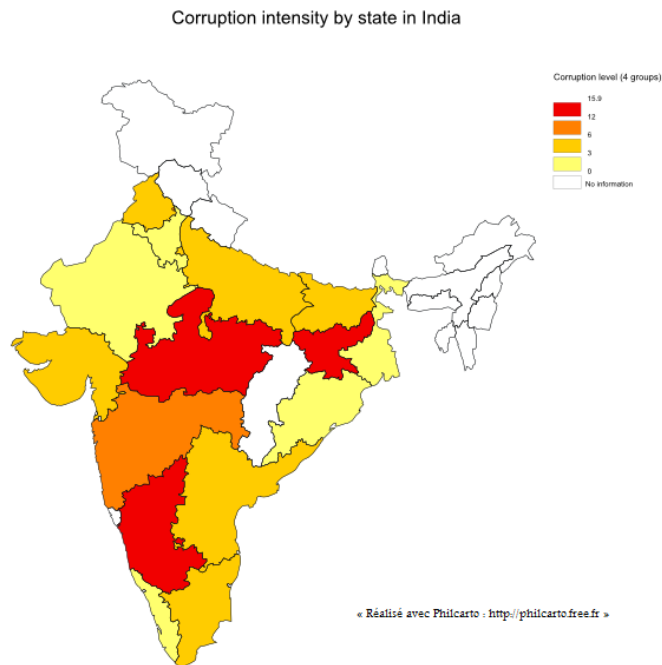 Corruption intensity by state in India
Corruption level (4 groups)
15.9
12
6
3
0
No information
« Réalisé avec Philcarto : http://philcarto.free.fr »